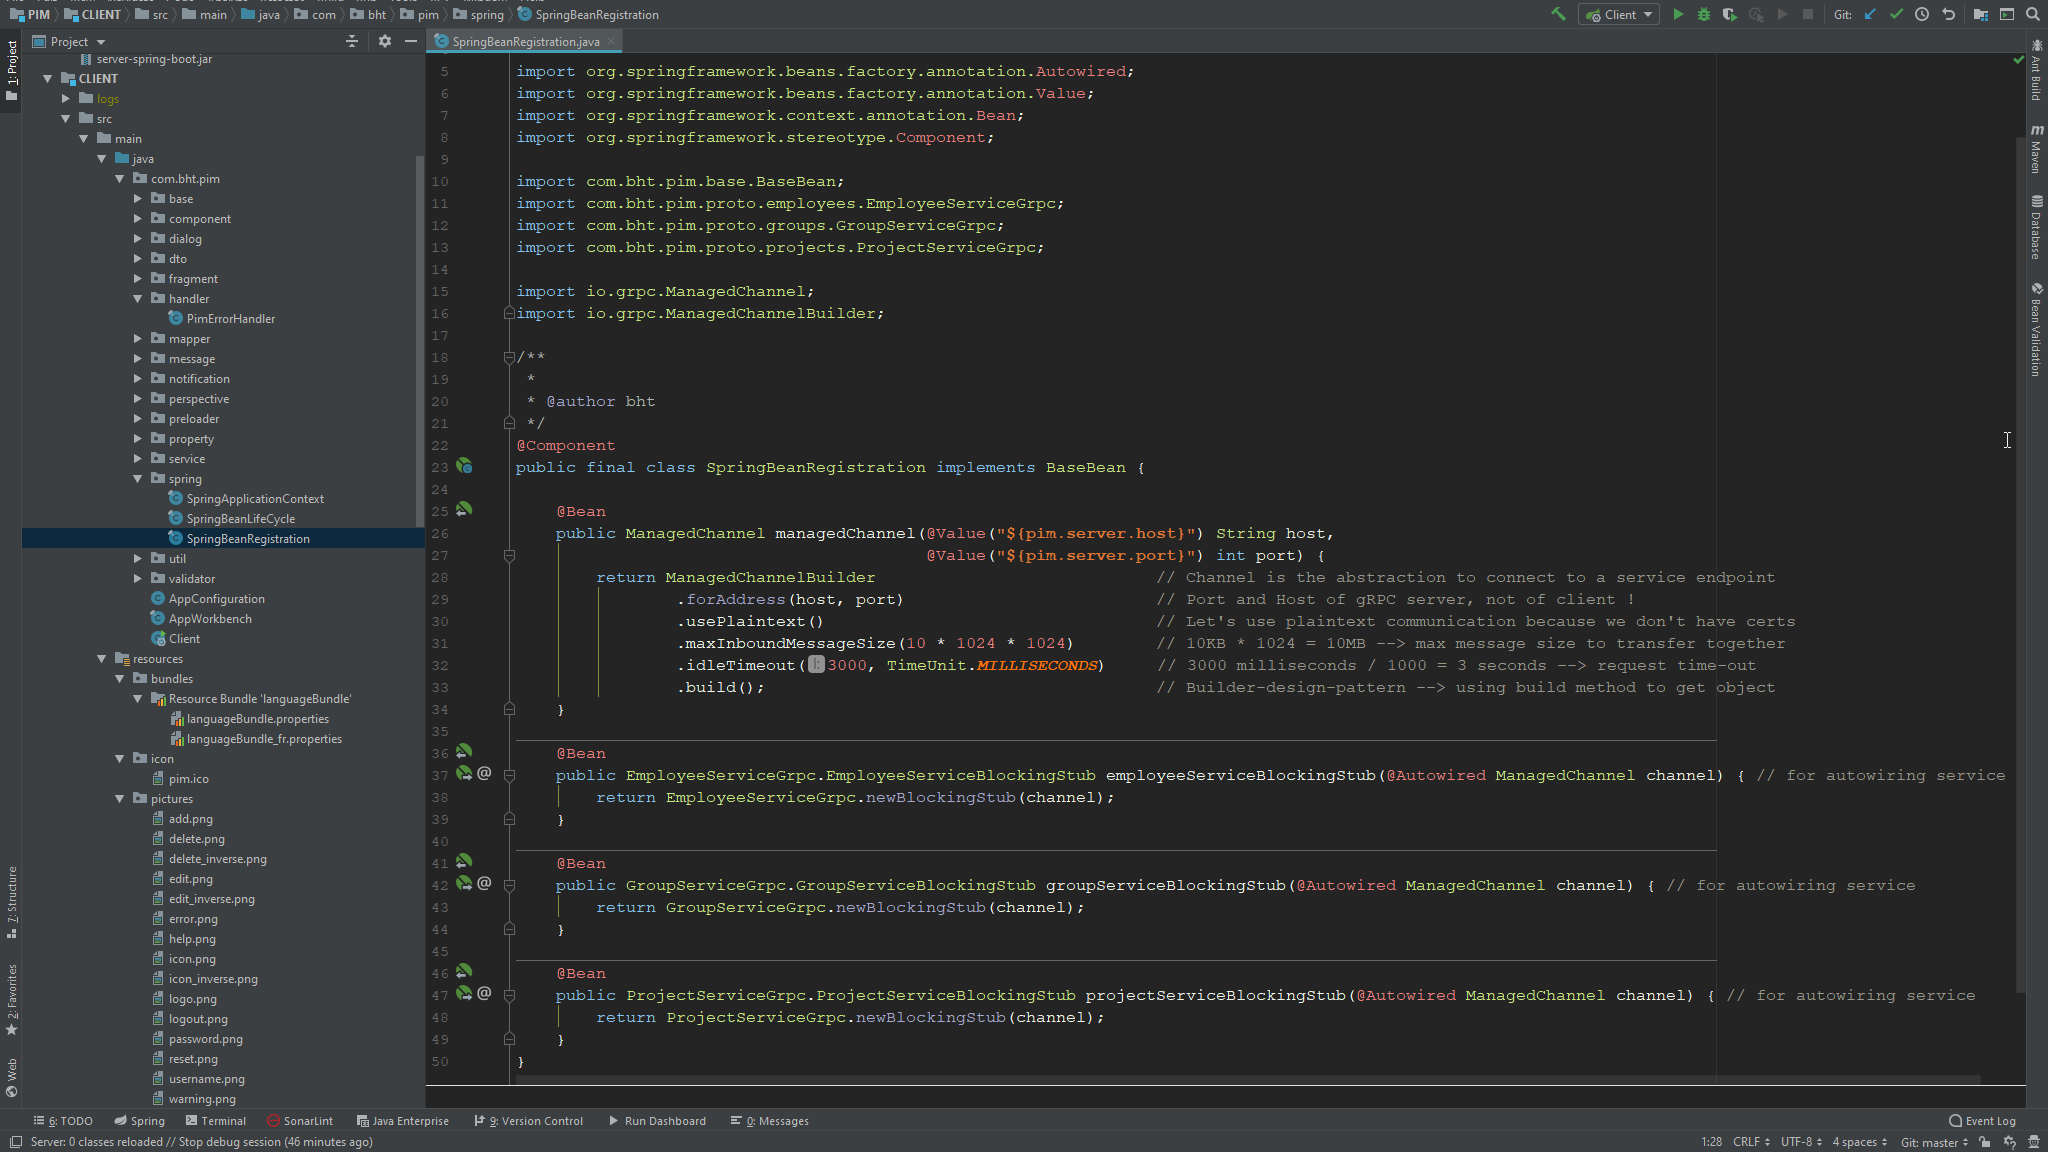 PIM CLIENT src main java com bht pim spring SpringBeanRegistration
Client
Git:
1: Project
Project
server-spring-boot.jar
CLIENT
logs
src
main
java
com.bht.pim
base
component
dialog
dto
fragment
handler
PimErrorHandler
mapper
message
notification
perspective
preloader
property
service
spring
SpringApplicationContext
SpringBeanLifeCycle
SpringBeanRegistration
util
validator
AppConfiguration
AppWorkbench
Client
resources
bundles
Resource Bundle 'languageBundle'
languageBundle.properties
languageBundle_fr.properties
icon
pim.ico
pictures
add.png
delete.png
delete_inverse.png
edit.png
edit_inverse.png
error.png
help.png
icon.png
icon_inverse.png
logo.png
logout.png
password.png
reset.png
username.png
warning.png
Z: Structure
2: Favorites
Web
SpringBeanRegistration.java
5 import org.springframework.beans.factory.annotation.Autowired;
6 import org.springframework.beans.factory.annotation.Value;
7 import org.springframework.context.annotation.Bean;
8 import org.springframework.stereotype.Component;
9
10 import com.bht.pim.base.BaseBean;
11 import com.bht.pim.proto.employees.EmployeeServiceGrpc;
12 import com.bht.pim.proto.groups.GroupServiceGrpc;
13 import com.bht.pim.proto.projects.ProjectServiceGrpc;
14
15 import io.grpc.ManagedChannel;
16 import io.grpc.ManagedChannelBuilder;
17
18 /**
19 *
20 * @author bht
21 */
22 @Component
23 public final class SpringBeanRegistration implements BaseBean {
24
25 @Bean
26 public ManagedChannel managedChannel(@Value("${pim.server.host}") String host,
27 @Value("${pim.server.port}") int port) {
28 return ManagedChannelBuilder // Channel is the abstraction to connect to a service endpoint
29 .forAddress(host, port) // Port and Host of gRPC server, not of client !
30 .usePlaintext() // Let's use plaintext communication because we don't have certs
31 .maxInboundMessageSize(10 * 1024 * 1024) // 10KB * 1024 = 10MB --> max message size to transfer together
32 .idleTimeout( l: 3000, TimeUnit.MILLISECONDS) // 3000 milliseconds / 1000 = 3 seconds --> request time-out
33 .build(); // Builder-design-pattern --> using build method to get object
34 }
35
36 @Bean
37 @ public EmployeeServiceGrpc.EmployeeServiceBlockingStub employeeServiceBlockingStub(@Autowired ManagedChannel channel) { // for autowiring service
38 return EmployeeServiceGrpc.newBlockingStub(channel);
39 }
40
41 @Bean
42 @ public GroupServiceGrpc.GroupServiceBlockingStub groupServiceBlockingStub(@Autowired ManagedChannel channel) { // for autowiring service
43 return GroupServiceGrpc.newBlockingStub(channel);
44 }
45
46 @Bean
47 @ public ProjectServiceGrpc.ProjectServiceBlockingStub projectServiceBlockingStub(@Autowired ManagedChannel channel) { // for autowiring service
48 return ProjectServiceGrpc.newBlockingStub(channel);
49 }
50 }
Ant Build
m Maven
Database
Bean Validation
6: TODO Spring Terminal SonarLint Java Enterprise 9: Version Control Run Dashboard 0: Messages Event Log
Server: 0 classes reloaded // Stop debug session (46 minutes ago) 1:28 CRLF UTF-8 4 spaces Git: master